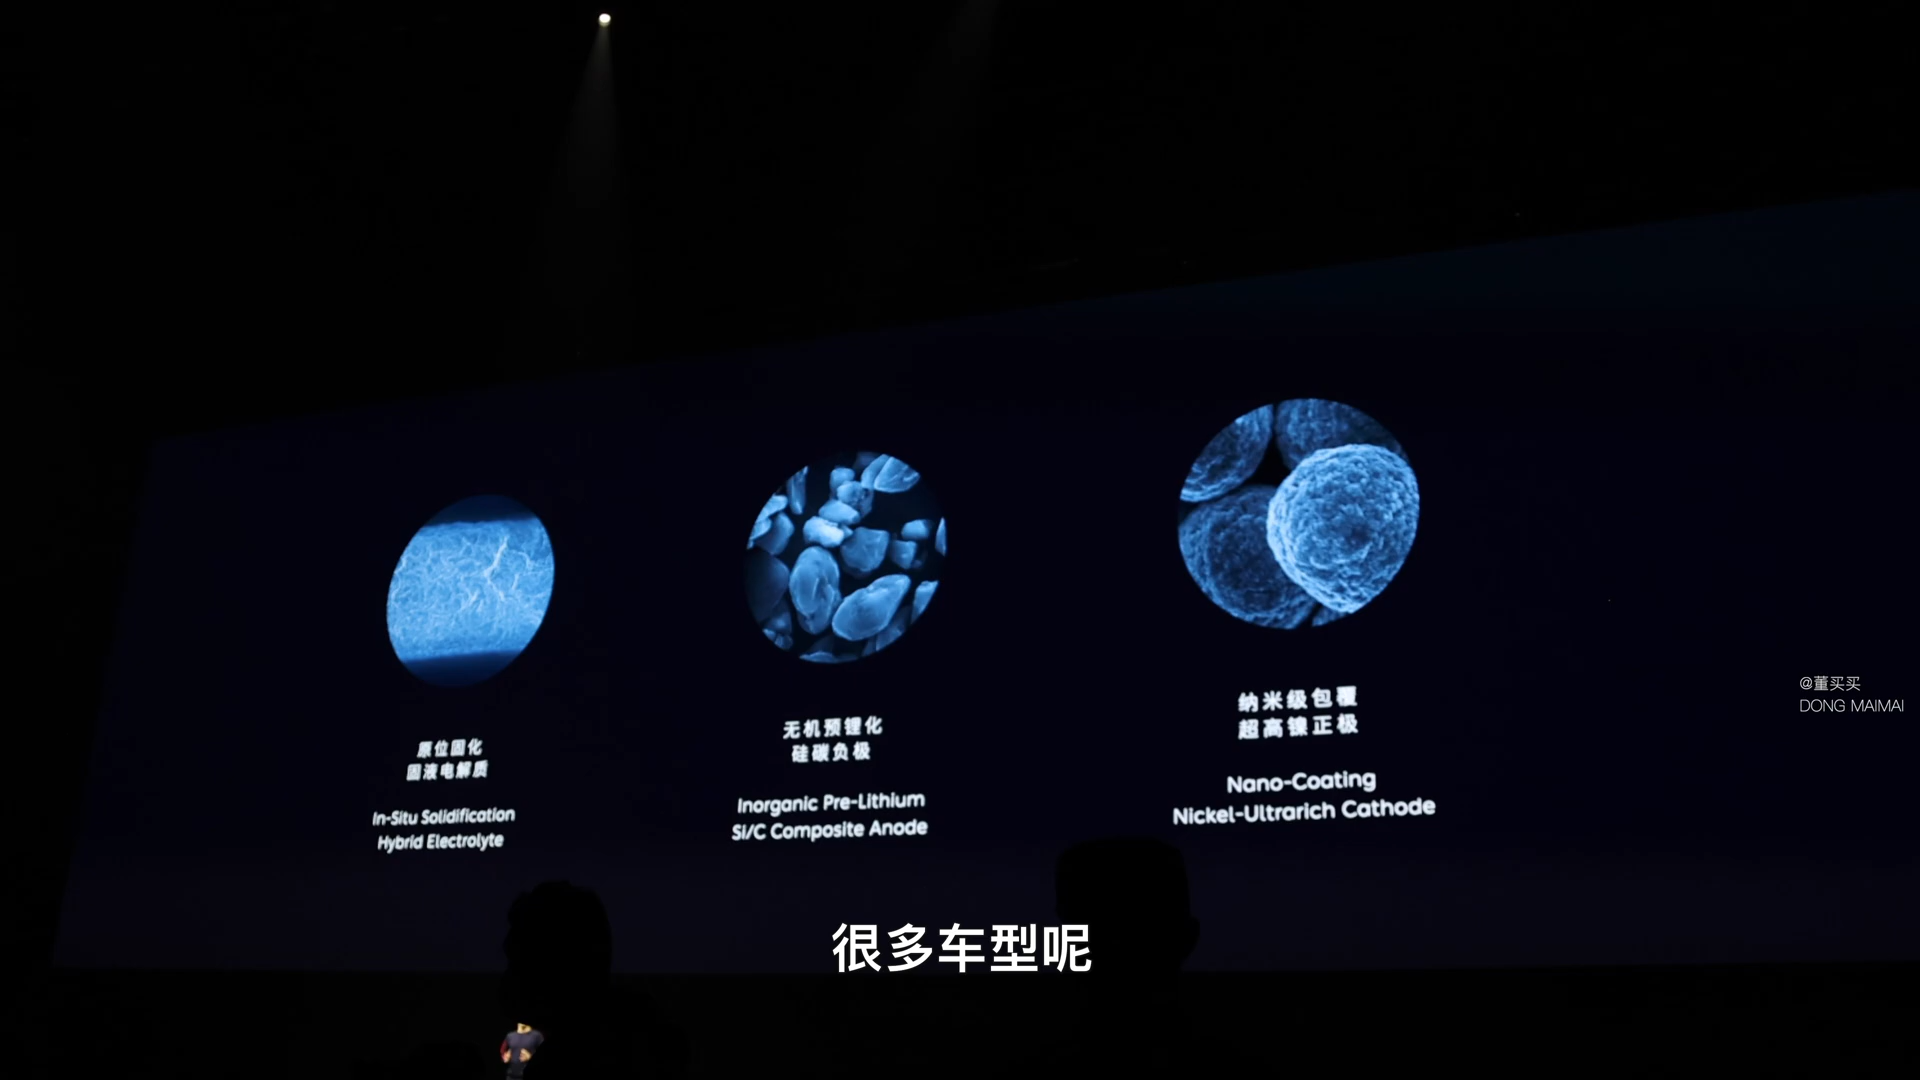 原位固化
固液电解质
In-Situ Solidification
Hybrid Electrolyte
无机预锂化
硅碳负极
Inorganic Pre-Lithium
Si/C Composite Anode
纳米级包覆
超高镍正极
Nano-Coating
Nickel-Ultrarich Cathode
@董买买
DONG MAIMAI
很多车型呢